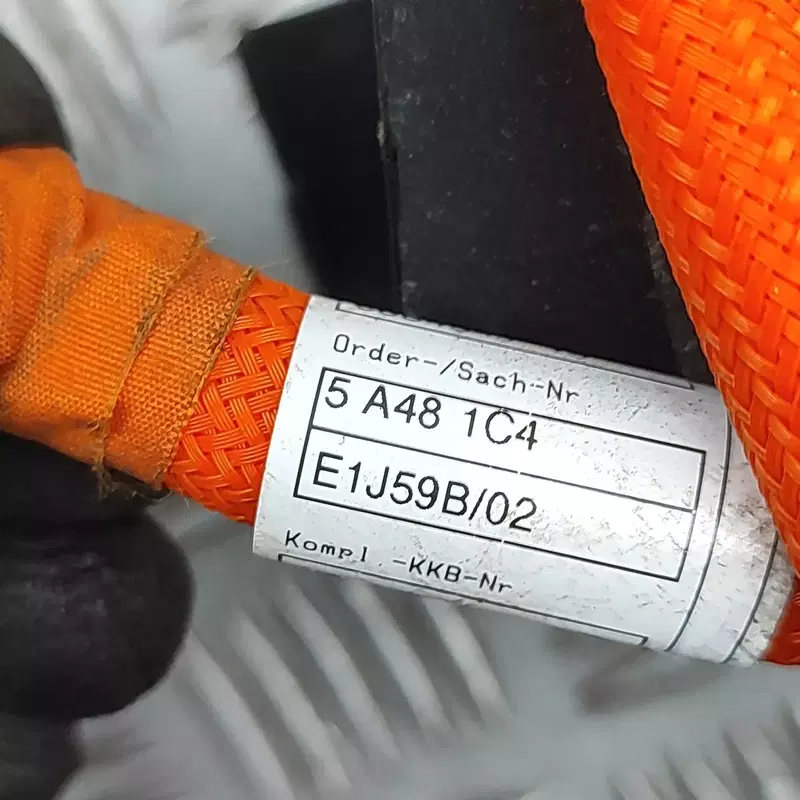 Order-/Sach-Nr
5 A48 1C4
E1J59B/02
Kompl.-KKB-Nr